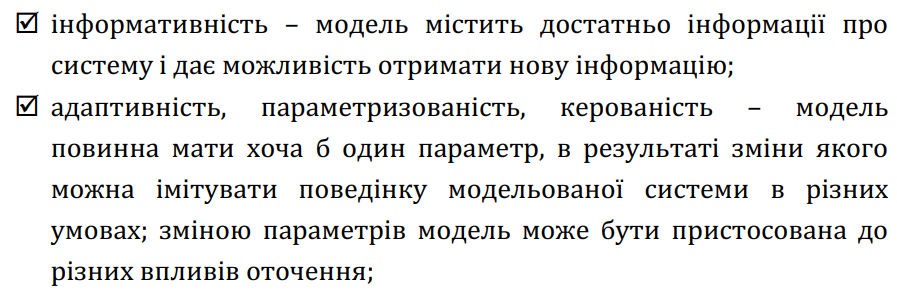 ☑ інформативність – модель містить достатньо інформації про
систему і дає можливість отримати нову інформацію;
☑ адаптивність, параметризованість, керованість – модель
повинна мати хоча б один параметр, в результаті зміни якого
можна імітувати поведінку модельованої системи в різних
умовах; зміною параметрів модель може бути пристосована до
різних впливів оточення;